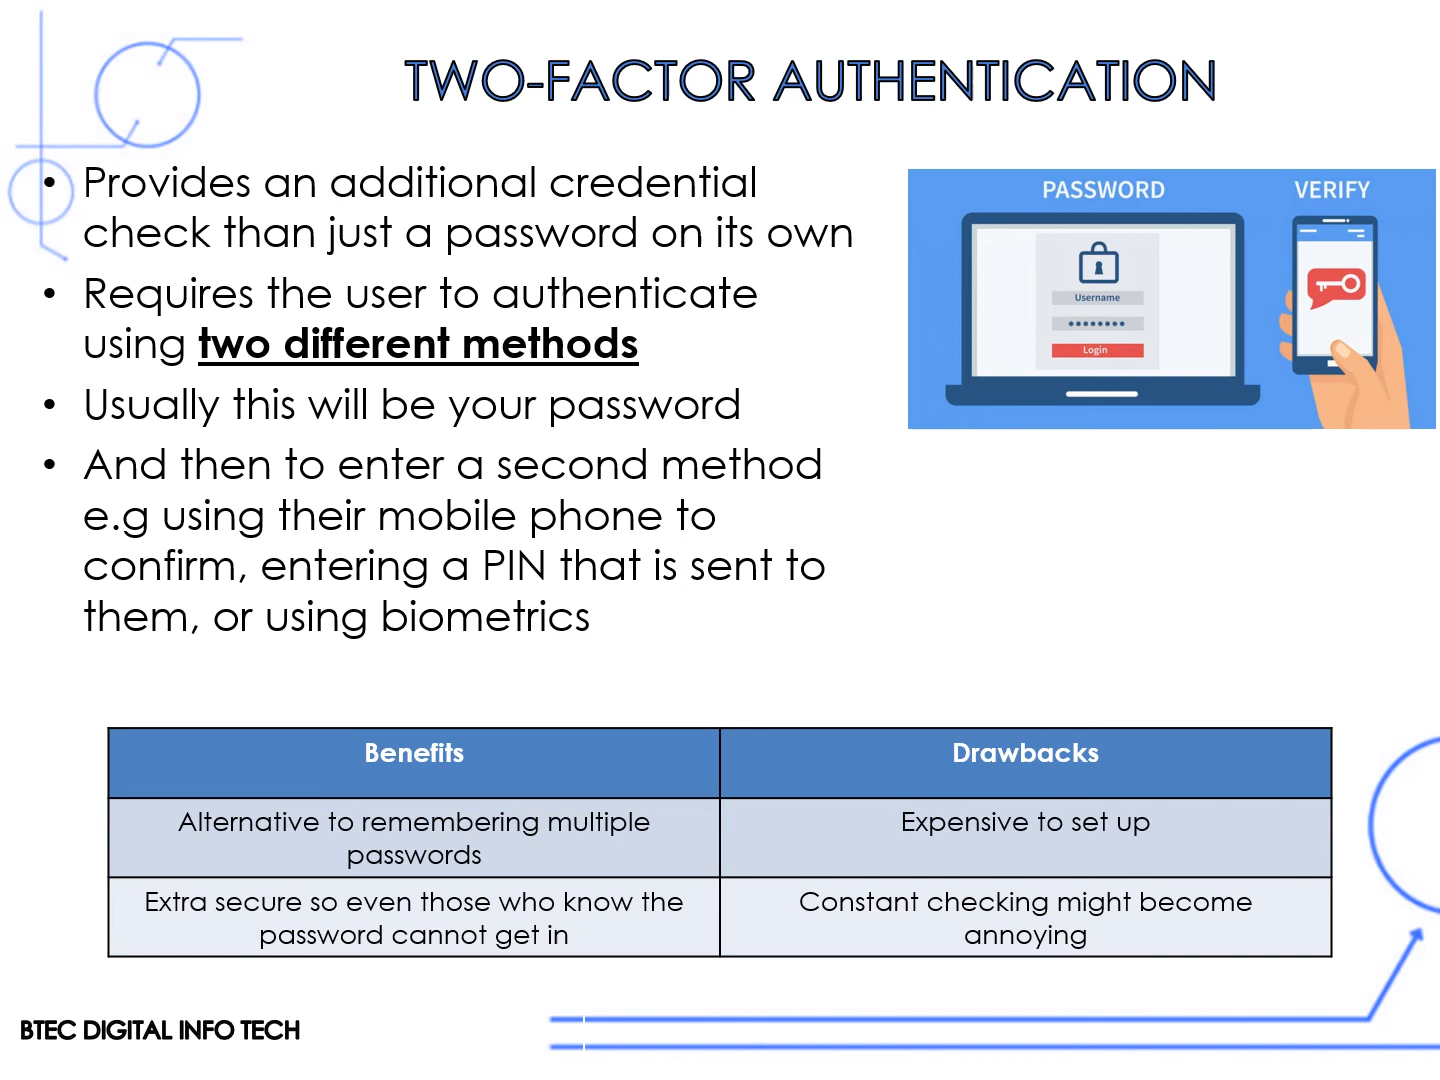 TWO-FACTOR AUTHENTICATION
• Provides an additional credential
check than just a password on its own
• Requires the user to authenticate
using two different methods
• Usually this will be your password
• And then to enter a second method
e.g using their mobile phone to
confirm, entering a PIN that is sent to
them, or using biometrics
PASSWORD
VERIFY
Username
Login
Benefits
Drawbacks
Alternative to remembering multiple
passwords
Expensive to set up
Extra secure so even those who know the
password cannot get in
Constant checking might become
annoying
BTEC DIGITAL INFO TECH